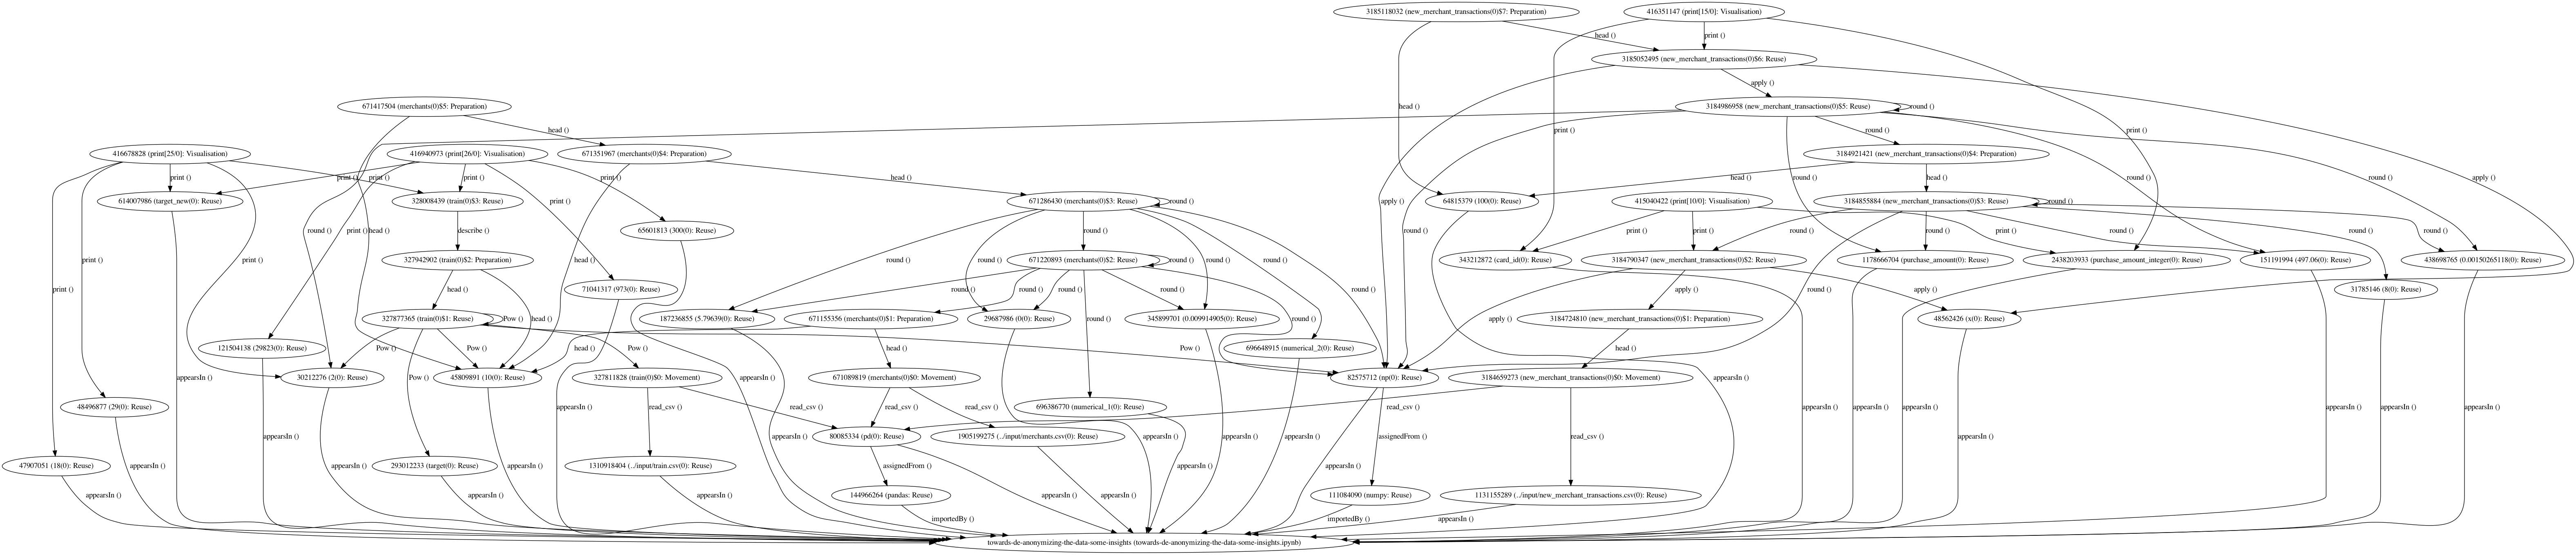 3185118032 (new_merchant_transactions(0)$7: Preparation)
416351147 (print[15/0]: Visualisation)
head ()
print ()
3185052495 (new_merchant_transactions(0)$6: Reuse)
apply ()
671417504 (merchants(0)$5: Preparation)
head ()
3184986958 (new_merchant_transactions(0)$5: Reuse)
round ()
head ()
print ()
round ()
print ()
416678828 (print[25/0]: Visualisation)
416940973 (print[26/0]: Visualisation)
671351967 (merchants(0)$4: Preparation)
3184921421 (new_merchant_transactions(0)$4: Preparation)
print ()
print ()
print ()
print ()
print ()
head ()
round ()
head ()
head ()
round ()
round ()
apply ()
614007986 (target_new(0): Reuse)
328008439 (train(0)$3: Reuse)
print ()
671286430 (merchants(0)$3: Reuse)
round ()
apply ()
64815379 (100(0): Reuse)
415040422 (print[10/0]: Visualisation)
3184855884 (new_merchant_transactions(0)$3: Reuse)
round ()
round ()
print ()
head ()
describe ()
65601813 (300(0): Reuse)
round ()
round ()
print ()
print ()
round ()
round ()
print ()
round ()
round ()
round ()
print ()
print ()
327942902 (train(0)$2: Preparation)
head ()
round ()
round ()
671220893 (merchants(0)$2: Reuse)
round ()
round ()
round ()
343212872 (card_id(0): Reuse)
3184790347 (new_merchant_transactions(0)$2: Reuse)
1178666704 (purchase_amount(0): Reuse)
2438203933 (purchase_amount_integer(0): Reuse)
151191994 (497.06(0): Reuse)
438698765 (0.00150265118(0): Reuse)
print ()
head ()
71041317 (973(0): Reuse)
round ()
round ()
round ()
round ()
round ()
apply ()
round ()
apply ()
31785146 (8(0): Reuse)
327877365 (train(0)$1: Reuse)
Pow ()
head ()
187236855 (5.79639(0): Reuse)
671155356 (merchants(0)$1: Preparation)
29687986 (0(0): Reuse)
round ()
345899701 (0.009914905(0): Reuse)
round ()
apply ()
3184724810 (new_merchant_transactions(0)$1: Preparation)
48562426 (x(0): Reuse)
121504138 (29823(0): Reuse)
Pow ()
Pow ()
head ()
Pow ()
head ()
Pow ()
696648915 (numerical_2(0): Reuse)
head ()
30212276 (2(0): Reuse)
Pow ()
45809891 (10(0): Reuse)
327811828 (train(0)$0: Movement)
appearsIn ()
671089819 (merchants(0)$0: Movement)
82575712 (np(0): Reuse)
3184659273 (new_merchant_transactions(0)$0: Movement)
appearsIn ()
48496877 (29(0): Reuse)
appearsIn ()
read_csv ()
read_csv ()
read_csv ()
read_csv ()
696386770 (numerical_1(0): Reuse)
read_csv ()
appearsIn ()
appearsIn ()
appearsIn ()
appearsIn ()
appearsIn ()
appearsIn ()
appearsIn ()
appearsIn ()
80085334 (pd(0): Reuse)
1905199275 (../input/merchants.csv(0): Reuse)
appearsIn ()
appearsIn ()
appearsIn ()
assignedFrom ()
read_csv ()
appearsIn ()
47907051 (18(0): Reuse)
appearsIn ()
appearsIn ()
293012233 (target(0): Reuse)
appearsIn ()
1310918404 (../input/train.csv(0): Reuse)
assignedFrom ()
appearsIn ()
appearsIn ()
appearsIn ()
appearsIn ()
appearsIn ()
144966264 (pandas: Reuse)
appearsIn ()
appearsIn ()
111084090 (numpy: Reuse)
1131155289 (../input/new_merchant_transactions.csv(0): Reuse)
importedBy ()
importedBy ()
appearsIn ()
towards-de-anonymizing-the-data-some-insights (towards-de-anonymizing-the-data-some-insights.ipynb)